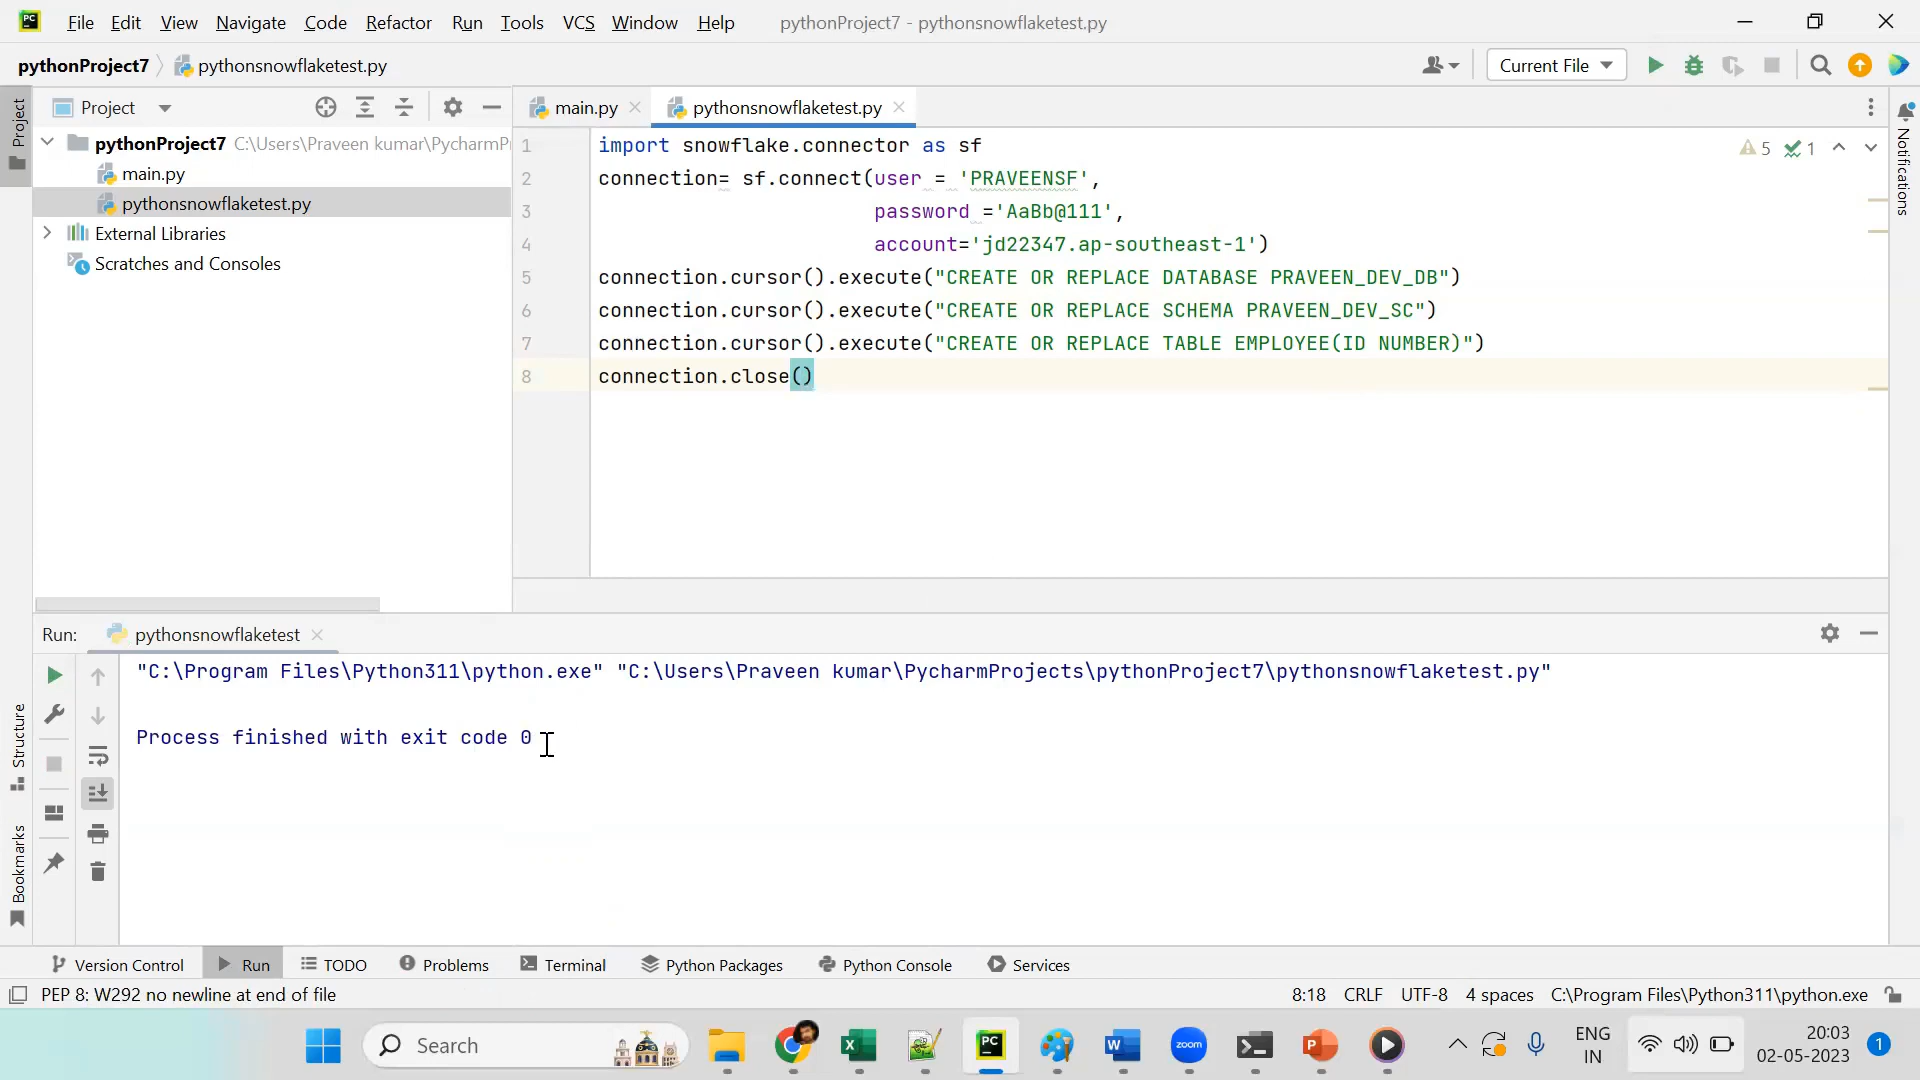 PC File Edit View Navigate Code Refactor Run Tools VCS Window Help pythonProject7 - pythonsnowflaketest.py
pythonProject7 pythonsnowflaketest.py Current File
Project Project main.py pythonsnowflaketest.py Notifications
pythonProject7 C:\Users\Praveen kumar\PycharmPr
main.py
pythonsnowflaketest.py
External Libraries
Scratches and Consoles
5 1
1 import snowflake.connector as sf
2 connection= sf.connect(user = 'PRAVEENSF',
3 password ='AaBb@111',
4 account='jd22347.ap-southeast-1')
5 connection.cursor().execute("CREATE OR REPLACE DATABASE PRAVEEN_DEV_DB")
6 connection.cursor().execute("CREATE OR REPLACE SCHEMA PRAVEEN_DEV_SC")
7 connection.cursor().execute("CREATE OR REPLACE TABLE EMPLOYEE(ID NUMBER)")
8 connection.close()
Run: pythonsnowflaketest
"C:\Program Files\Python311\python.exe" "C:\Users\Praveen kumar\PycharmProjects\pythonProject7\pythonsnowflaketest.py"
Process finished with exit code 0
Structure
Bookmarks
Version Control Run TODO Problems Terminal Python Packages Python Console Services
PEP 8: W292 no newline at end of file 8:18 CRLF UTF-8 4 spaces C:\Program Files\Python311\python.exe
Search PC zoom ENG 20:03
IN 02-05-2023 1